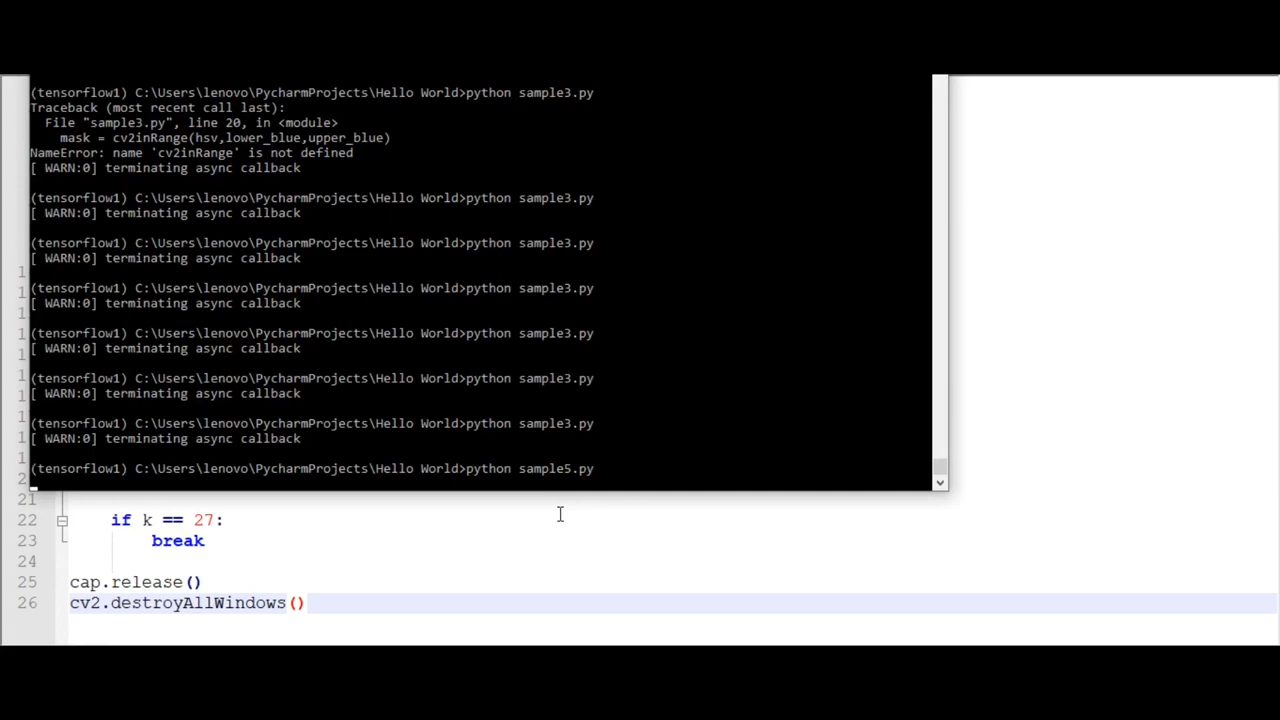 (tensorflow1) C:\Users\lenovo\PycharmProjects\Hello World>python sample3.py
Traceback (most recent call last):
  File "sample3.py", line 20, in <module>
    mask = cv2inRange(hsv,lower_blue,upper_blue)
NameError: name 'cv2inRange' is not defined
[ WARN:0] terminating async callback
(tensorflow1) C:\Users\lenovo\PycharmProjects\Hello World>python sample3.py
[ WARN:0] terminating async callback
(tensorflow1) C:\Users\lenovo\PycharmProjects\Hello World>python sample3.py
[ WARN:0] terminating async callback
(tensorflow1) C:\Users\lenovo\PycharmProjects\Hello World>python sample3.py
[ WARN:0] terminating async callback
(tensorflow1) C:\Users\lenovo\PycharmProjects\Hello World>python sample3.py
[ WARN:0] terminating async callback
(tensorflow1) C:\Users\lenovo\PycharmProjects\Hello World>python sample3.py
[ WARN:0] terminating async callback
(tensorflow1) C:\Users\lenovo\PycharmProjects\Hello World>python sample3.py
[ WARN:0] terminating async callback
(tensorflow1) C:\Users\lenovo\PycharmProjects\Hello World>python sample5.py
21
22     if k == 27:
23         break
24
25 cap.release()
26 cv2.destroyAllWindows()